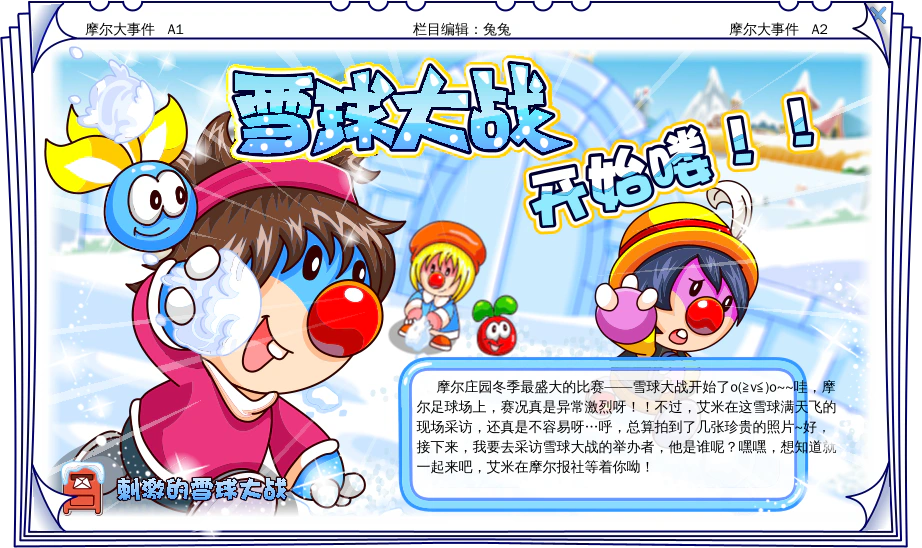 摩尔大事件 A1
栏目编辑：兔兔
摩尔大事件 A2
雪球大战
开始喽！！
摩尔庄园冬季最盛大的比赛——雪球大战开始了o(≧v≦)o~~哇，摩
尔足球场上，赛况真是异常激烈呀！！不过，艾米在这雪球满天飞的
现场采访，还真是不容易呀…呼，总算拍到了几张珍贵的照片~好，
接下来，我要去采访雪球大战的举办者，他是谁呢？嘿嘿，想知道就
一起来吧，艾米在摩尔报社等着你呦！
刺激的雪球大战